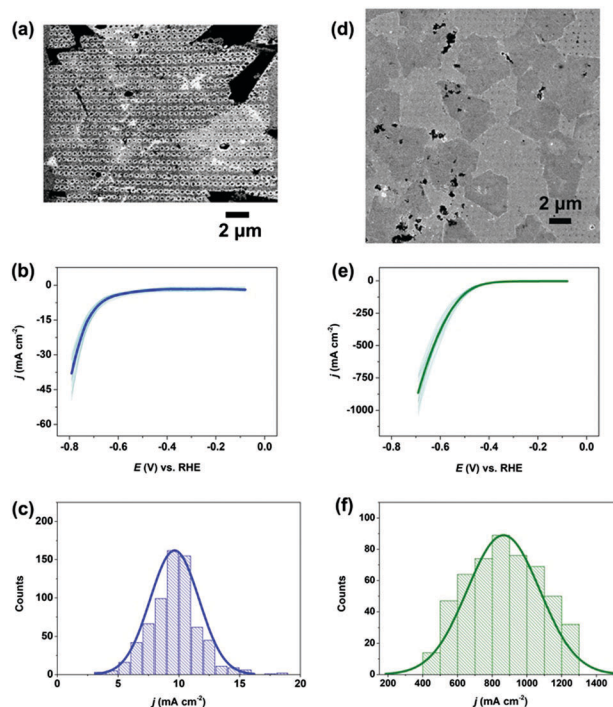 (a)
2 μm
(b)
0
-15
-30
-45
-60
j (mA cm⁻²)
-0.8 -0.6 -0.4 -0.2 0.0
E (V) vs. RHE
(c)
200
150
100
50
0
Counts
0 5 10 15 20
j (mA cm⁻²)
(d)
2 μm
(e)
0
-250
-500
-750
-1000
j (mA cm⁻²)
-0.8 -0.6 -0.4 -0.2 0.0
E (V) vs. RHE
(f)
100
80
60
40
20
0
Counts
200 400 600 800 1000 1200 1400
j (mA cm⁻²)